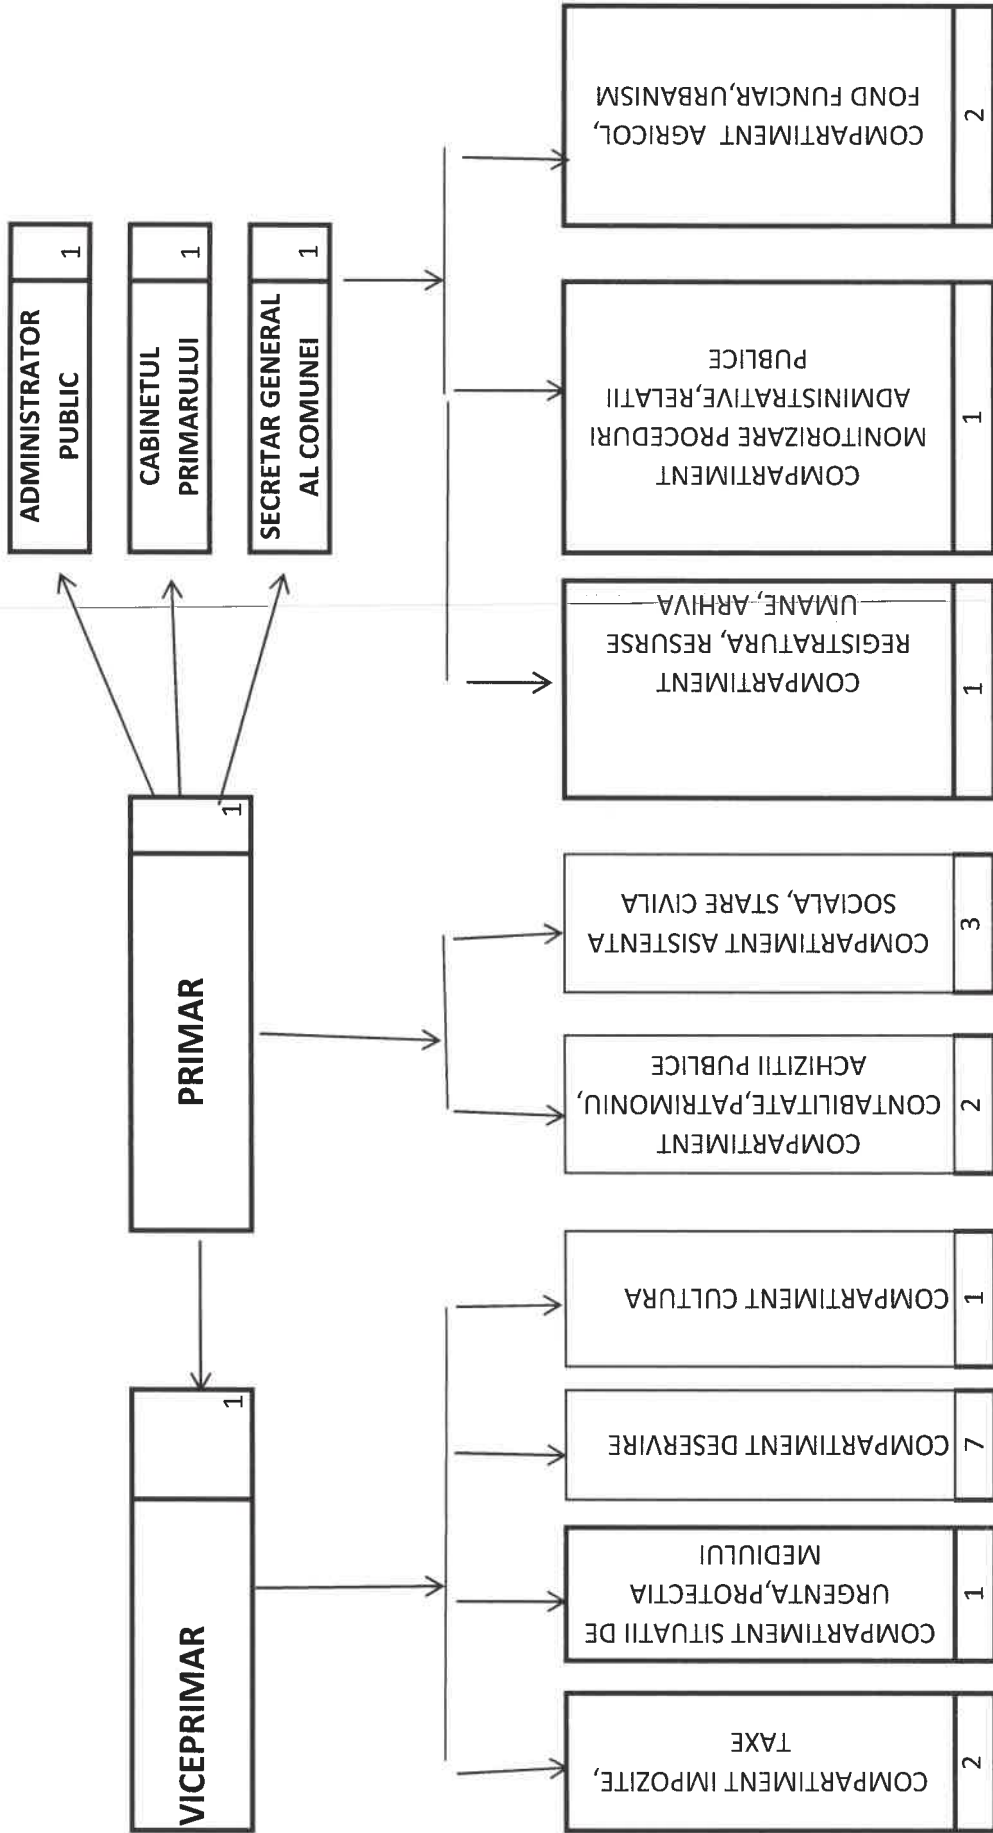 ADMINISTRATOR
PUBLIC
1
CABINETUL
PRIMARULUI
1
SECRETAR GENERAL
AL COMUNEI
1
PRIMAR
1
VICEPRIMAR
1
COMPARTIMENT IMPOZITE,
TAXE
2
COMPARTIMENT SITUATII DE
URGENTA,PROTECTIA
MEDIULUI
1
COMPARTIMENT DESERVIRE
7
COMPARTIMENT CULTURA
1
COMPARTIMENT
CONTABILITATE,PATRIMONIU,
ACHIZITII PUBLICE
2
COMPARTIMENT ASISTENTA
SOCIALA, STARE CIVILA
3
COMPARTIMENT
REGISTRATURA, RESURSE
UMANE, ARHIVA
1
COMPARTIMENT
MONITORIZARE PROCEDURI
ADMINISTRATIVE,RELATII
PUBLICE
1
COMPARTIMENT AGRICOL,
FOND FUNCIAR,URBANISM
2